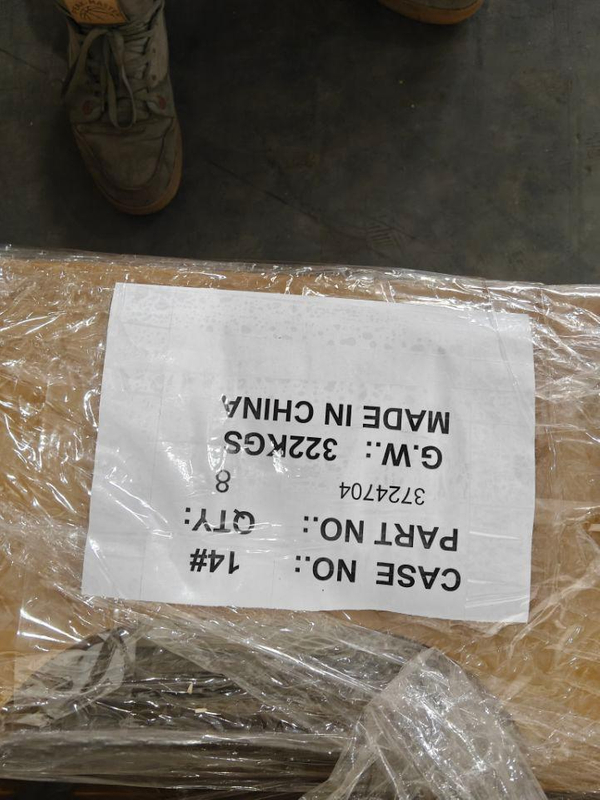 CASE NO.: 14#
PART NO.: QTY:
3724704 8
G.W.: 322KGS
MADE IN CHINA